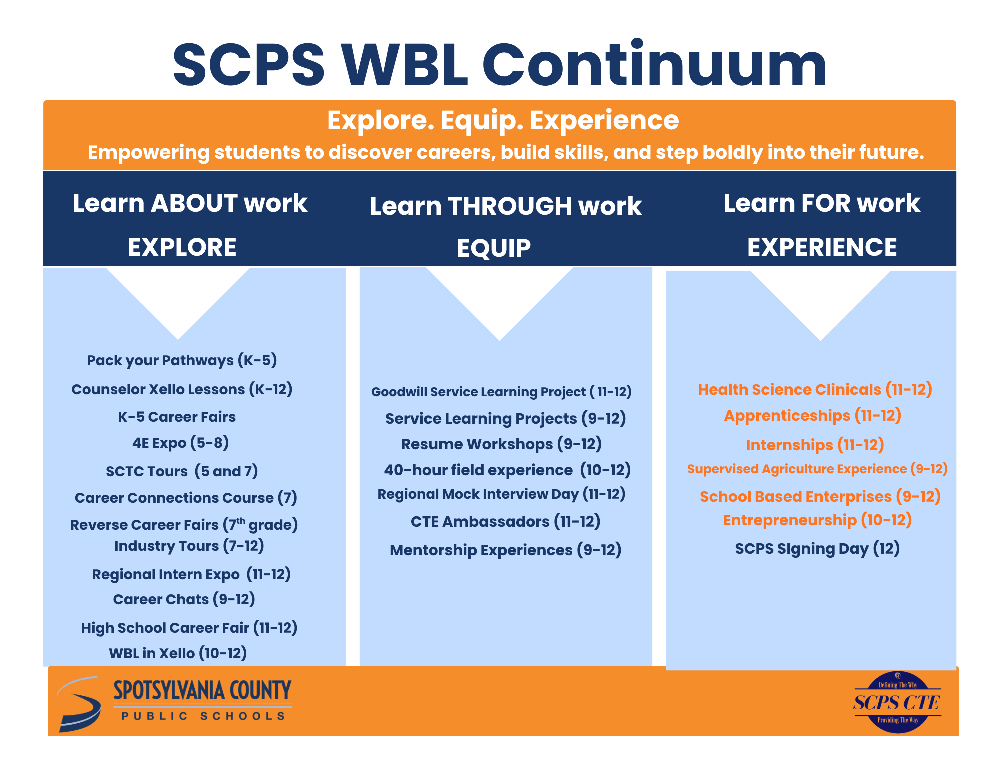 SCPS WBL Continuum
Explore. Equip. Experience
Empowering students to discover careers, build skills, and step boldly into their future.
Learn ABOUT work
EXPLORE
Pack your Pathways (K-5)
Counselor Xello Lessons (K-12)
K-5 Career Fairs
4E Expo (5-8)
SCTC Tours (5 and 7)
Career Connections Course (7)
Reverse Career Fairs (7th grade)
Industry Tours (7-12)
Regional Intern Expo (11-12)
Career Chats (9-12)
High School Career Fair (11-12)
WBL in Xello (10-12)
Learn THROUGH work
EQUIP
Goodwill Service Learning Project ( 11-12)
Service Learning Projects (9-12)
Resume Workshops (9-12)
40-hour field experience (10-12)
Regional Mock Interview Day (11-12)
CTE Ambassadors (11-12)
Mentorship Experiences (9-12)
Learn FOR work
EXPERIENCE
Health Science Clinicals (11-12)
Apprenticeships (11-12)
Internships (11-12)
Supervised Agriculture Experience (9-12)
School Based Enterprises (9-12)
Entrepreneurship (10-12)
SCPS SIgning Day (12)
SPOTSYLVANIA COUNTY
PUBLIC SCHOOLS
Defining The Why
SCPS CTE
Providing The Way